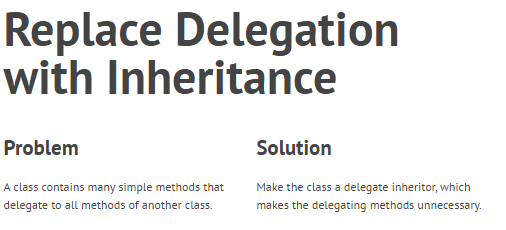 Replace Delegation
with Inheritance
Problem
A class contains many simple methods that
delegate to all methods of another class.
Solution
Make the class a delegate inheritor, which
makes the delegating methods unnecessary.